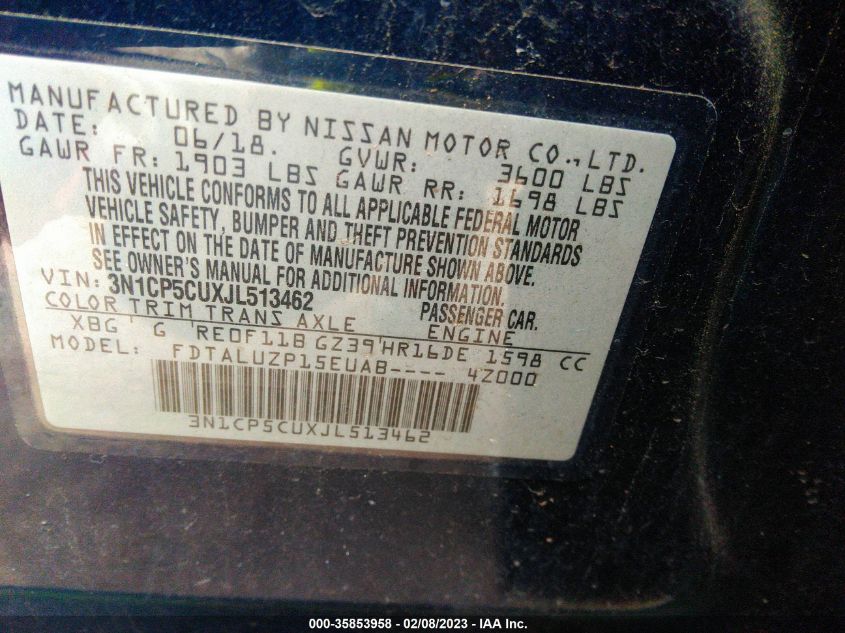 MANUFACTURED BY NISSAN MOTOR CO.,LTD.
DATE: 06/18. GVWR: 3600 LBS
GAWR FR: 1903 LBS GAWR RR: 1698 LBS
THIS VEHICLE CONFORMS TO ALL APPLICABLE FEDERAL MOTOR
VEHICLE SAFETY, BUMPER AND THEFT PREVENTION STANDARDS
IN EFFECT ON THE DATE OF MANUFACTURE SHOWN ABOVE.
SEE OWNER'S MANUAL FOR ADDITIONAL INFORMATION.
VIN: 3N1CP5CUXJL513462 PASSENGER CAR.
COLOR TRIM TRANS AXLE ENGINE
XBG G RE0F11B GZ39 HR16DE 1598 CC
MODEL: FDTALUZP15EUAB---- 4Z000
3N1CP5CUXJL513462
000-35853958 - 02/08/2023 - IAA Inc.